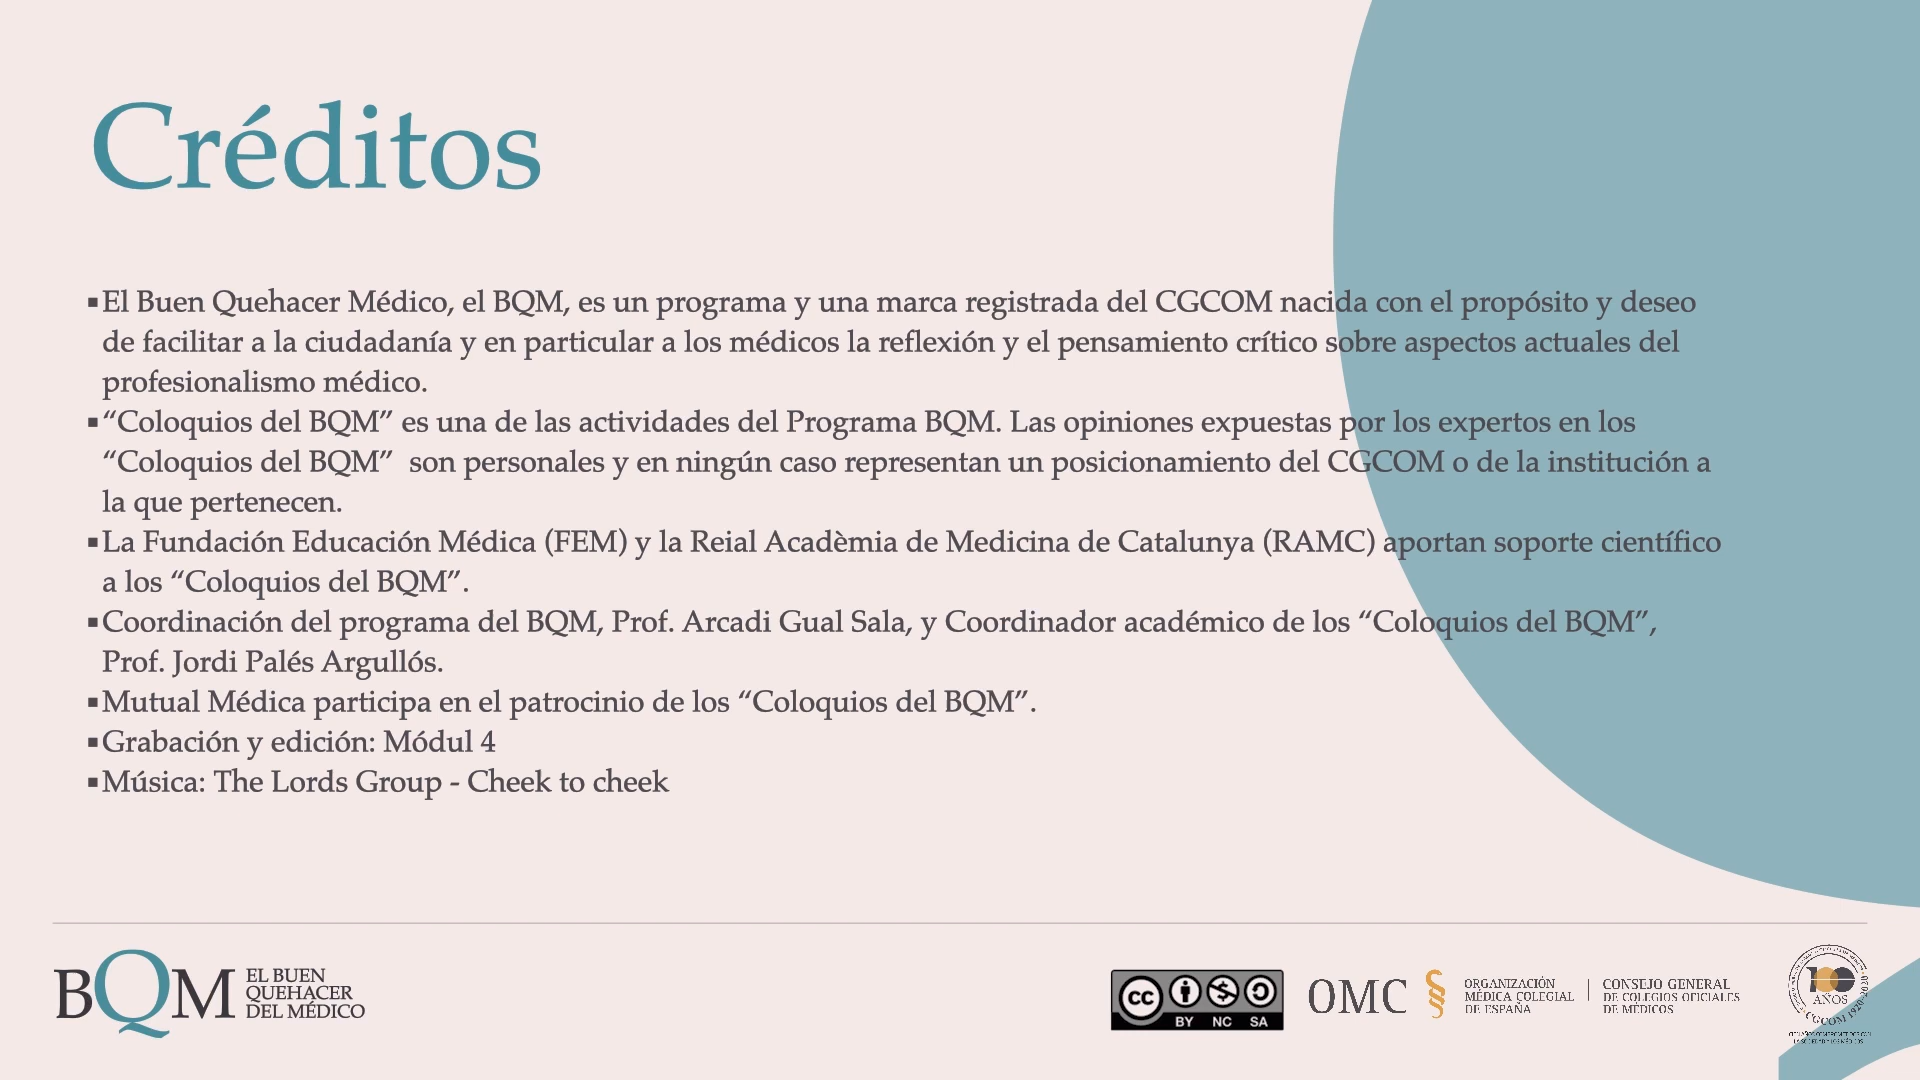 Créditos
▪El Buen Quehacer Médico, el BQM, es un programa y una marca registrada del CGCOM nacida con el propósito y deseo
de facilitar a la ciudadanía y en particular a los médicos la reflexión y el pensamiento crítico sobre aspectos actuales del
profesionalismo médico.
▪“Coloquios del BQM” es una de las actividades del Programa BQM. Las opiniones expuestas por los expertos en los
“Coloquios del BQM”  son personales y en ningún caso representan un posicionamiento del CGCOM o de la institución a
la que pertenecen.
▪La Fundación Educación Médica (FEM) y la Reial Acadèmia de Medicina de Catalunya (RAMC) aportan soporte científico
a los “Coloquios del BQM”.
▪Coordinación del programa del BQM, Prof. Arcadi Gual Sala, y Coordinador académico de los “Coloquios del BQM”,
Prof. Jordi Palés Argullós.
▪Mutual Médica participa en el patrocinio de los “Coloquios del BQM”.
▪Grabación y edición: Módul 4
▪Música: The Lords Group - Cheek to cheek
BQM
EL BUEN
QUEHACER
DEL MÉDICO
cc
BY NC SA
OMC
ORGANIZACIÓN
MÉDICA COLEGIAL
DE ESPAÑA
CONSEJO GENERAL
DE COLEGIOS OFICIALES
DE MÉDICOS
100
AÑOS
CGCOM 1920-2020